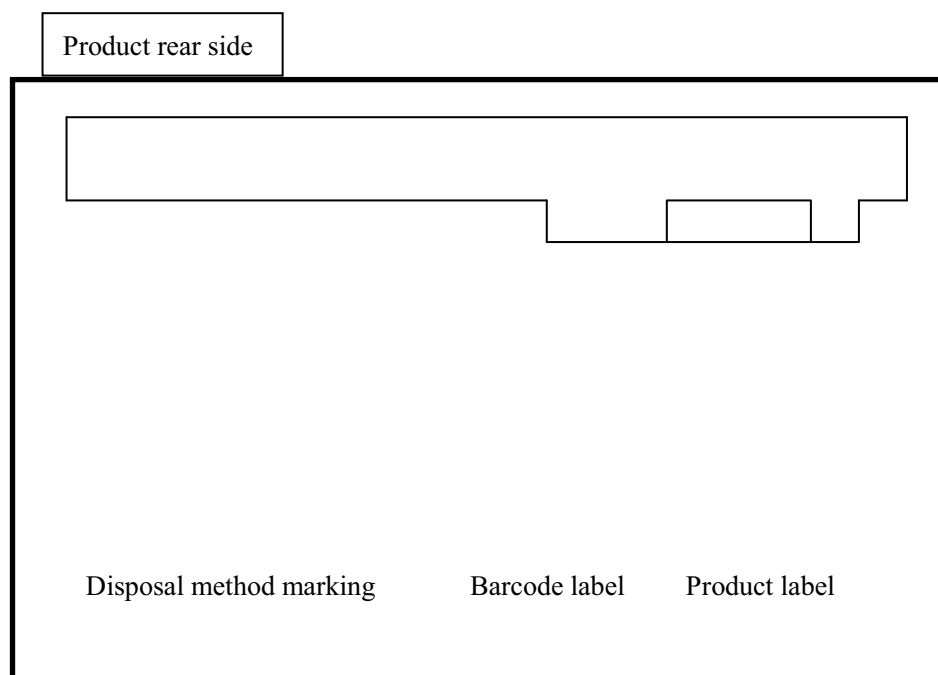 Product rear side
Disposal method marking Barcode label Product label